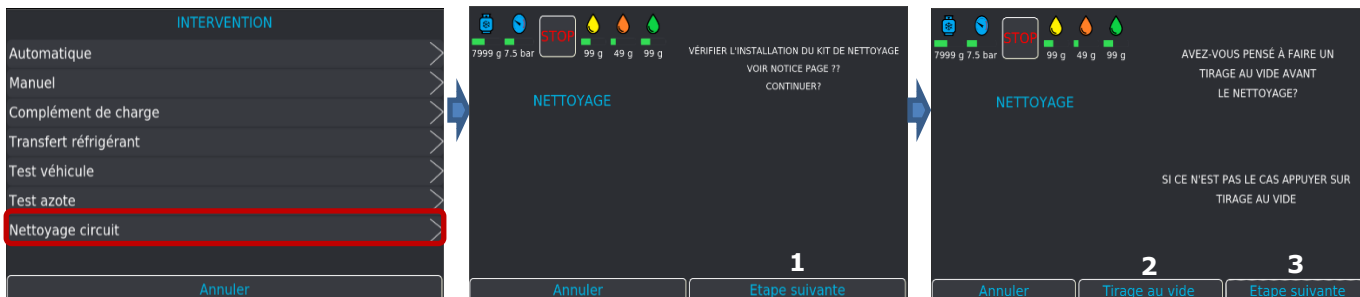 INTERVENTION
Automatique
Manuel
Complément de charge
Transfert réfrigérant
Test véhicule
Test azote
Nettoyage circuit
Annuler
STOP
7999 g 7.5 bar 99 g 49 g 99 g
NETTOYAGE
VÉRIFIER L'INSTALLATION DU KIT DE NETTOYAGE
VOIR NOTICE PAGE ??
CONTINUER?
1
Annuler
Etape suivante
STOP
7999 g 7.5 bar 99 g 49 g 99 g
NETTOYAGE
AVEZ-VOUS PENSÉ À FAIRE UN
TIRAGE AU VIDE AVANT
LE NETTOYAGE?
SI CE N'EST PAS LE CAS APPUYER SUR
TIRAGE AU VIDE
2
3
Annuler
Tirage au vide
Etape suivante